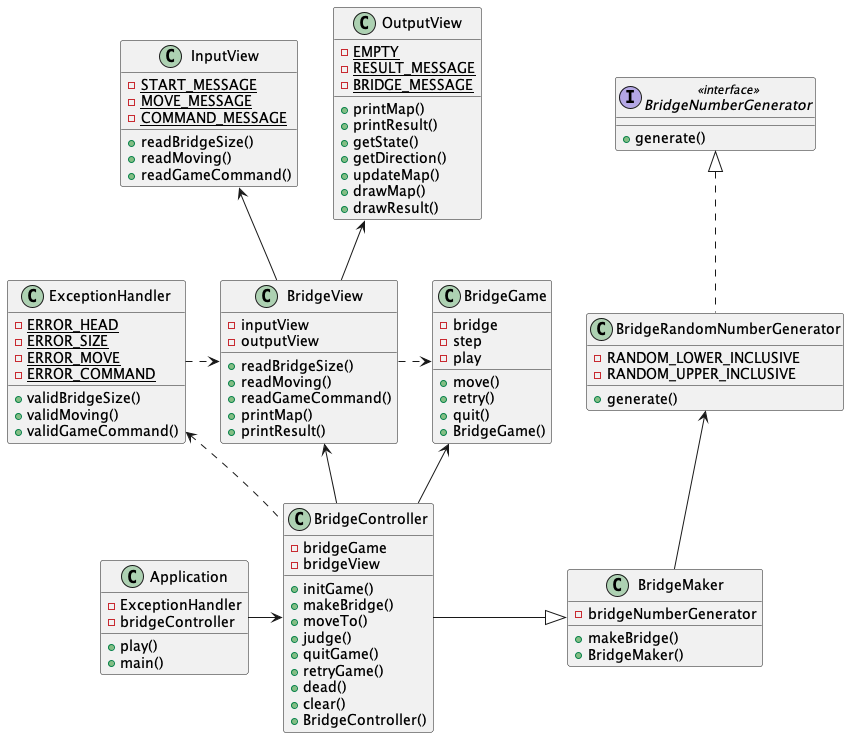 C OutputView
EMPTY
RESULT_MESSAGE
BRIDGE_MESSAGE
printMap()
printResult()
getState()
getDirection()
updateMap()
drawMap()
drawResult()
C InputView
START_MESSAGE
MOVE_MESSAGE
COMMAND_MESSAGE
readBridgeSize()
readMoving()
readGameCommand()
I «interface»
BridgeNumberGenerator
generate()
C ExceptionHandler
ERROR_HEAD
ERROR_SIZE
ERROR_MOVE
ERROR_COMMAND
validBridgeSize()
validMoving()
validGameCommand()
C BridgeView
inputView
outputView
readBridgeSize()
readMoving()
readGameCommand()
printMap()
printResult()
C BridgeGame
bridge
step
play
move()
retry()
quit()
BridgeGame()
C BridgeRandomNumberGenerator
RANDOM_LOWER_INCLUSIVE
RANDOM_UPPER_INCLUSIVE
generate()
C Application
ExceptionHandler
bridgeController
play()
main()
C BridgeController
bridgeGame
bridgeView
initGame()
makeBridge()
moveTo()
judge()
quitGame()
retryGame()
dead()
clear()
BridgeController()
C BridgeMaker
bridgeNumberGenerator
makeBridge()
BridgeMaker()